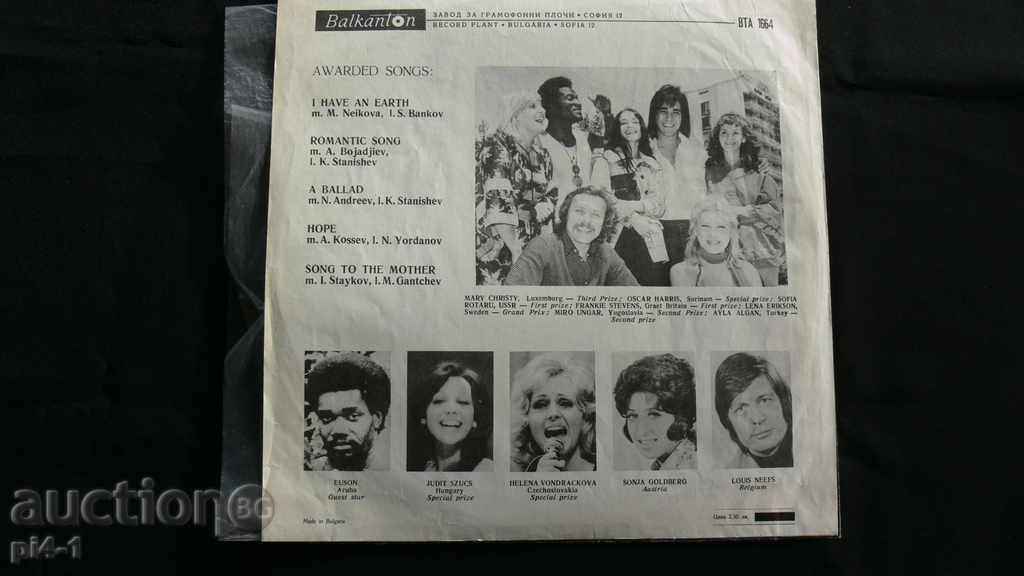 Balkanton
ЗАВОД ЗА ГРАМОФОННИ ПЛОЧИ • СОФИЯ 12
RECORD PLANT • BULGARIA • SOFIA 12
ВТА 1664
AWARDED SONGS:
I HAVE AN EARTH
m. M. Neikova, l. S. Bankov
ROMANTIC SONG
m. A. Bojadjiev,
l. K. Stanishev
A BALLAD
m. N. Andreev, l. K. Stanishev
HOPE
m. A. Kossev, l. N. Yordanov
SONG TO THE MOTHER
m. I. Staykov, l. M. Gantchev
MARY CHRISTY, Luxemburg — Third Prize; OSCAR HARRIS, Surinam — Special prize; SOFIA
ROTARU, USSR — First prize; FRANKIE STEVENS, Graet Britain — First prize; LENA ERIKSON,
Sweden — Grand Prix; MIRO UNGAR, Yugoslavia — Second Prize; AYLA ALGAN, Turkey —
Second prize
EUSON,
Aruba
Guest star
JUDIT SZUCS
Hungary
Special prize
HELENA VONDRACKOVA
Czechoslovakia
Special prize
SONJA GOLDBERG
Austria
LOUIS NEEFS
Belgium
Made in Bulgaria
Цена 2,10 лв.
auction.BG
pi4-1